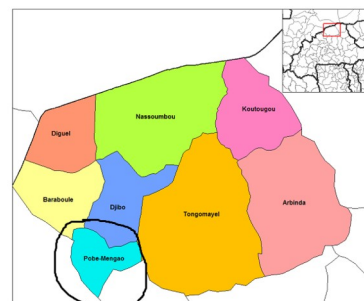 Nassoumbou
Koutougou
Diguel
Baraboule
Djibo
Tongomayel
Arbinda
Pobe-Mengao